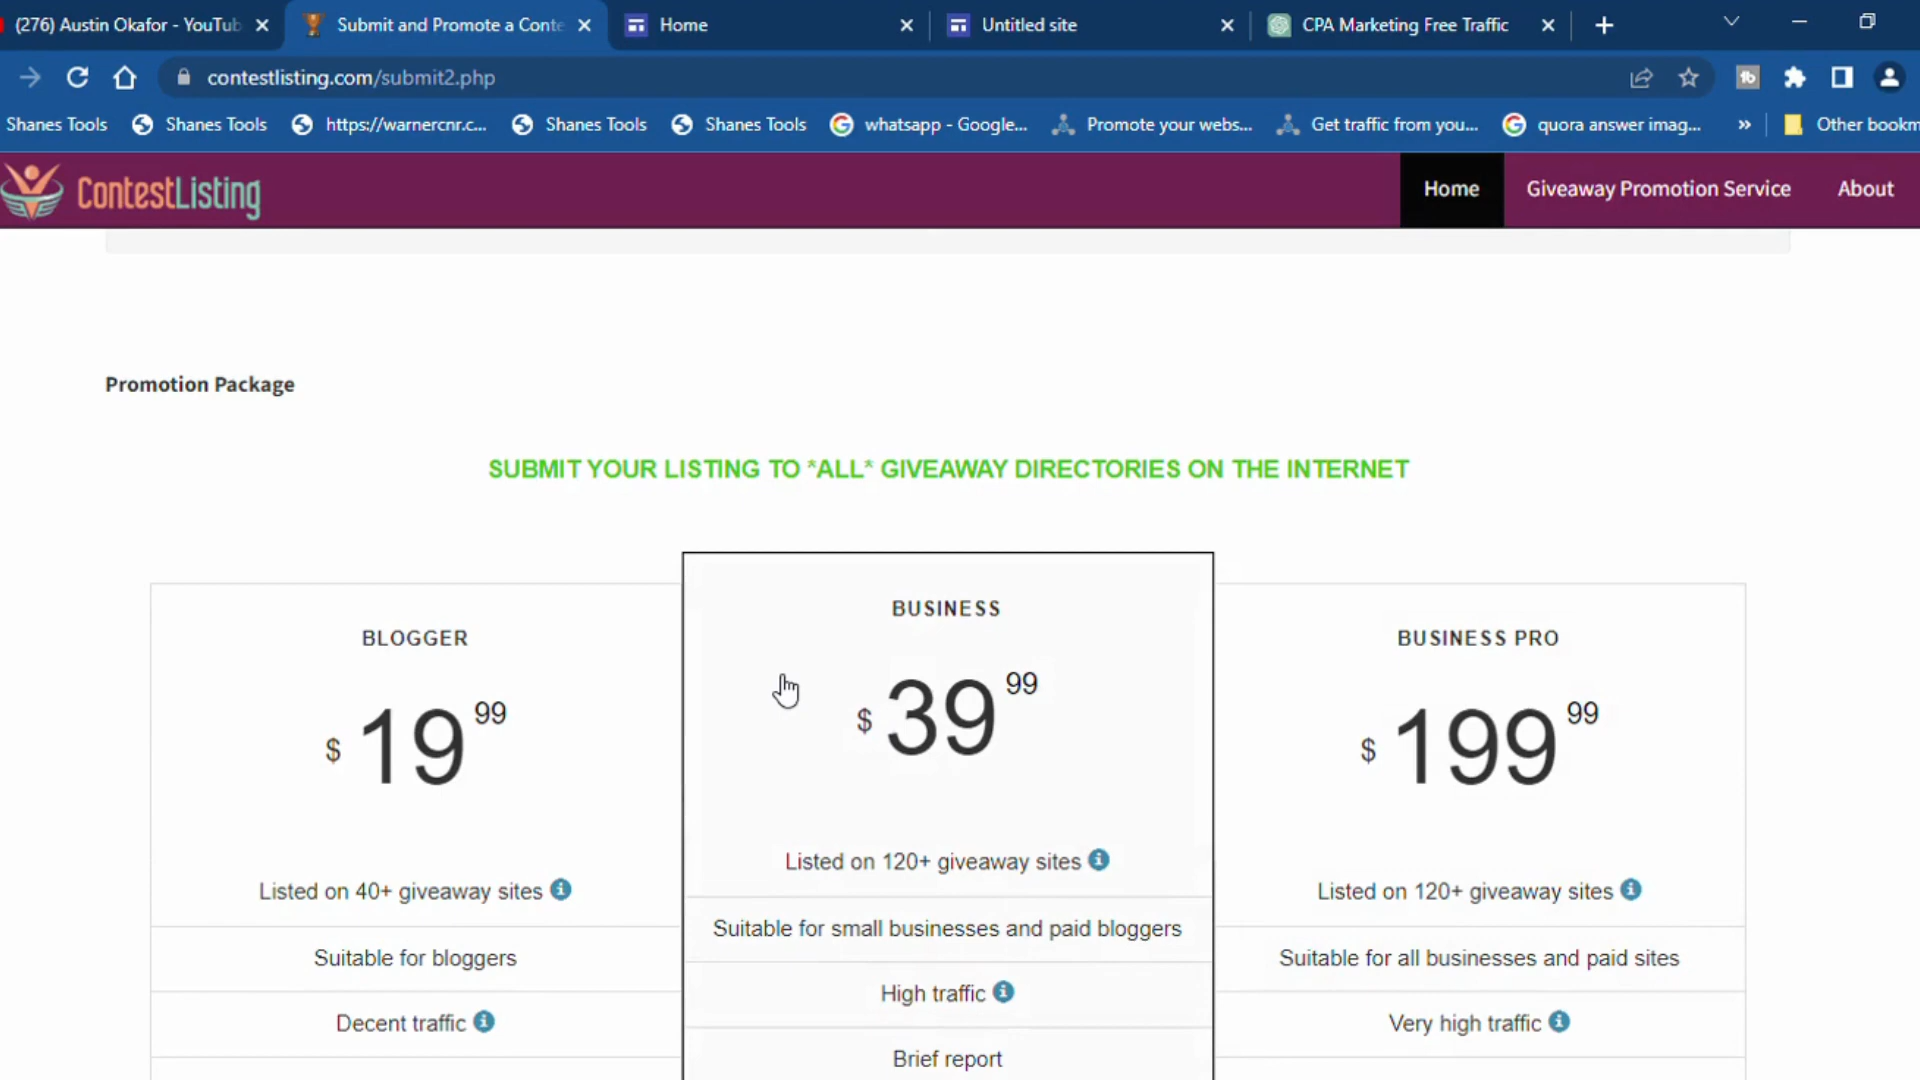 (276) Austin Okafor - YouTub
Submit and Promote a Conte
Home
Untitled site
CPA Marketing Free Traffic
contestlisting.com/submit2.php
Shanes Tools
Shanes Tools
https://warnercnr.c...
Shanes Tools
Shanes Tools
whatsapp - Google...
Promote your webs...
Get traffic from you...
quora answer imag...
»
Other bookm
ContestListing
Home
Giveaway Promotion Service
About
Promotion Package
SUBMIT YOUR LISTING TO *ALL* GIVEAWAY DIRECTORIES ON THE INTERNET
BLOGGER
$ 19 99
Listed on 40+ giveaway sites
Suitable for bloggers
Decent traffic
BUSINESS
$ 39 99
Listed on 120+ giveaway sites
Suitable for small businesses and paid bloggers
High traffic
Brief report
BUSINESS PRO
$ 199 99
Listed on 120+ giveaway sites
Suitable for all businesses and paid sites
Very high traffic